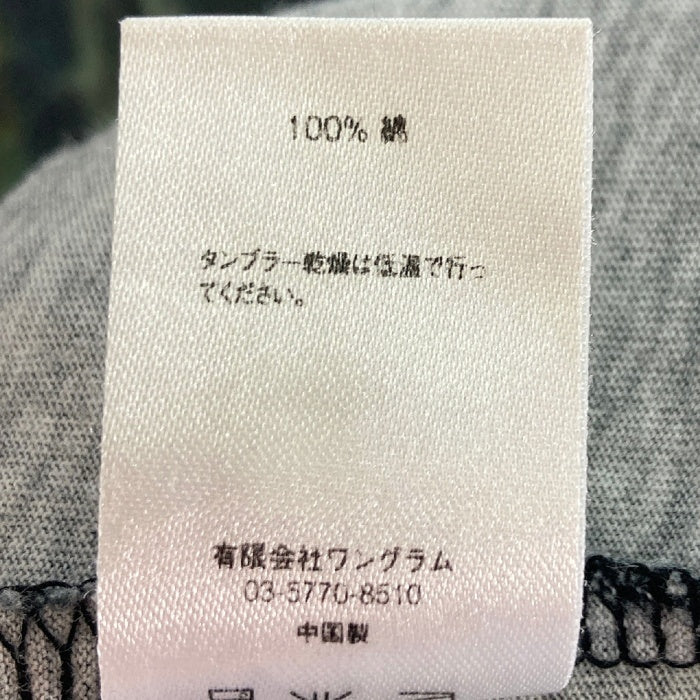 100% 綿
タンブラー乾燥は低温で行っ
てください。
有限会社ワングラム
03-5770-8510
中国製